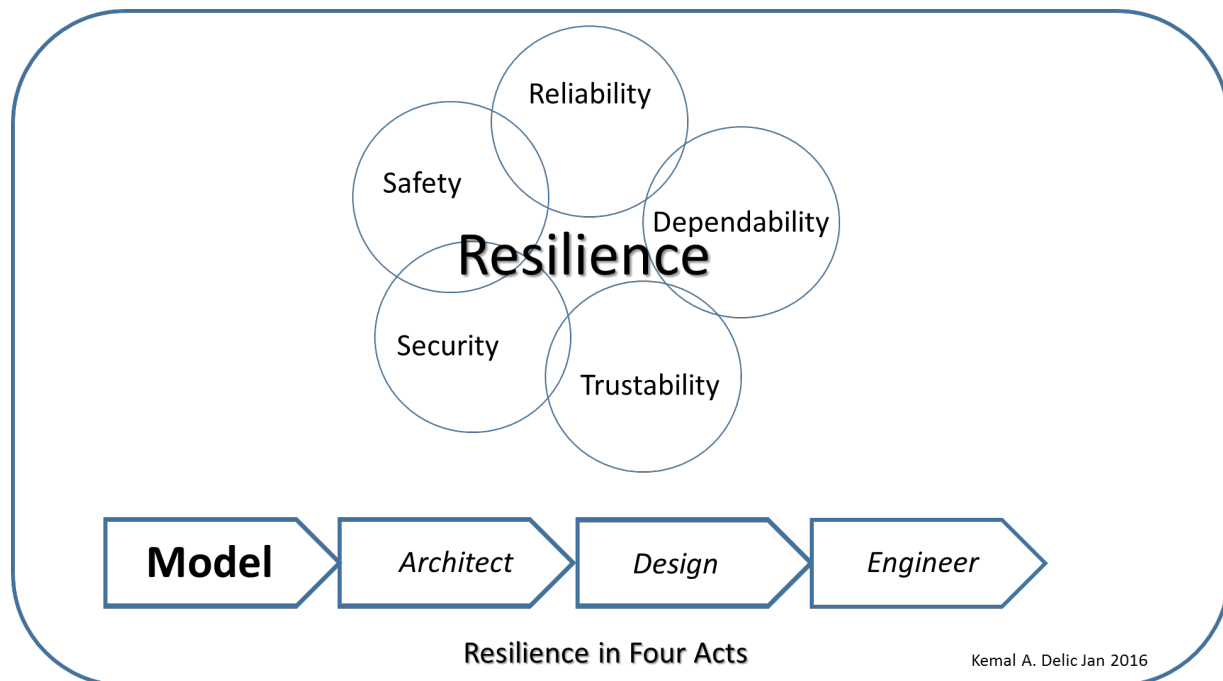 Reliability
Safety
Dependability
Resilience
Security
Trustability
Model
Architect
Design
Engineer
Resilience in Four Acts
Kemal A. Delic Jan 2016